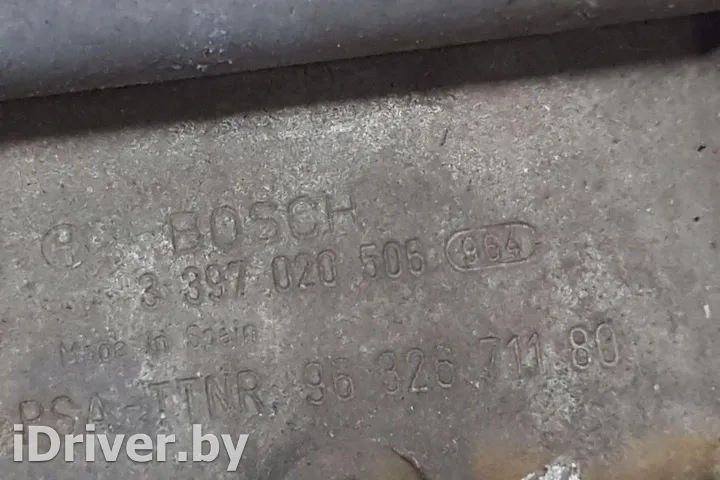 BOSCH
3 397 020 506 964
Made in Spain
PSA-TTNR. 96 326 711 80
iDriver.by